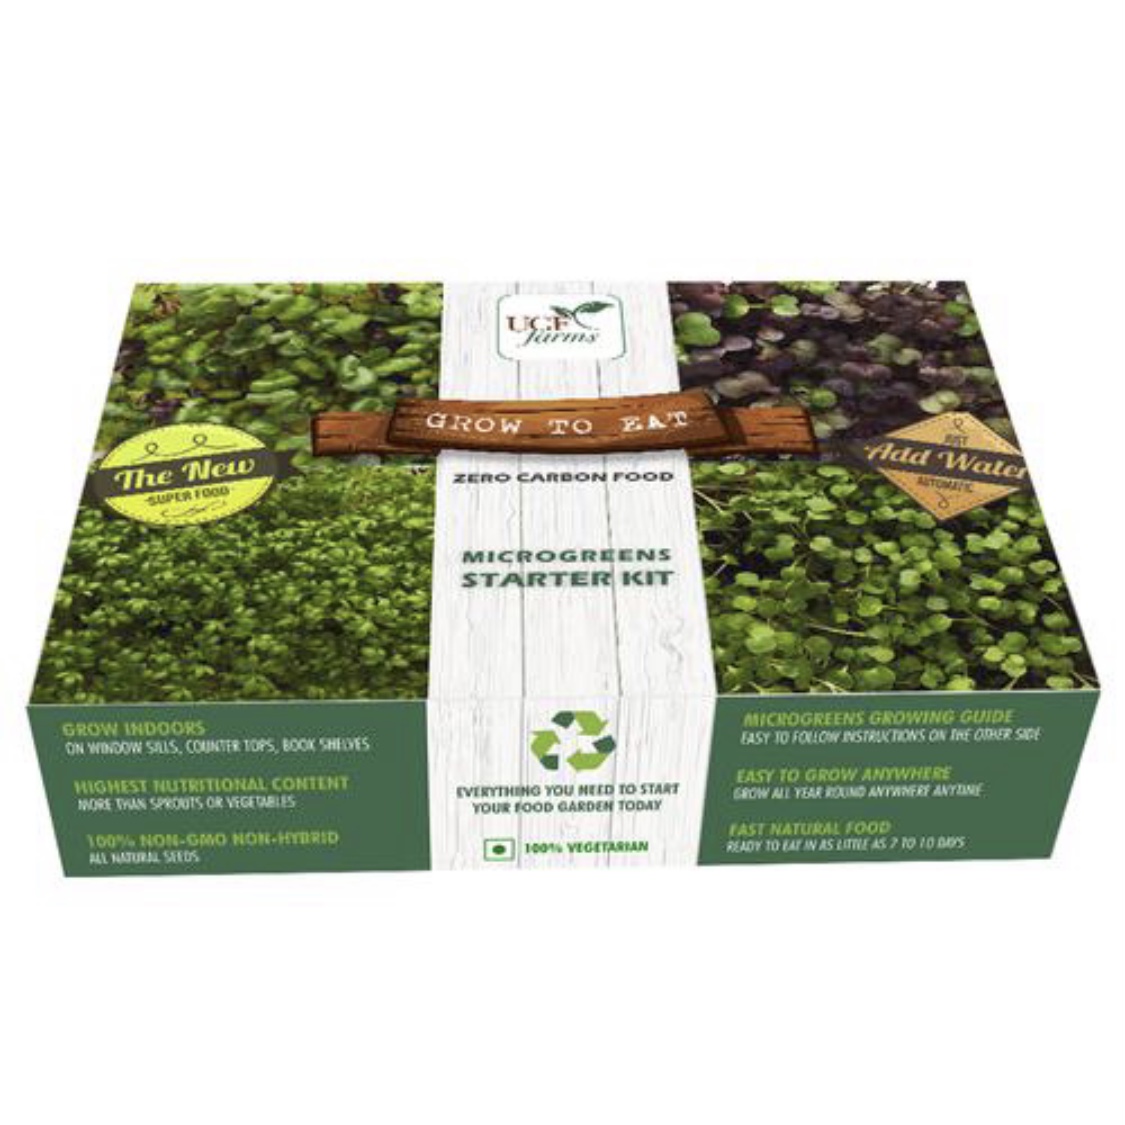 UGF
farms
GROW TO EAT
The New
SUPER FOOD
JUST
Add Water
AUTOMATIC
ZERO CARBON FOOD
MICROGREENS
STARTER KIT
GROW INDOORS
ON WINDOW SILLS, COUNTER TOPS, BOOK SHELVES
HIGHEST NUTRITIONAL CONTENT
MORE THAN SPROUTS OR VEGETABLES
100% NON-GMO NON-HYBRID
ALL NATURAL SEEDS
EVERYTHING YOU NEED TO START
YOUR FOOD GARDEN TODAY
100% VEGETARIAN
MICROGREENS GROWING GUIDE
EASY TO FOLLOW INSTRUCTIONS ON THE OTHER SIDE
EASY TO GROW ANYWHERE
GROW ALL YEAR ROUND ANYWHERE ANYTIME
FAST NATURAL FOOD
READY TO EAT IN AS LITTLE AS 7 TO 10 DAYS